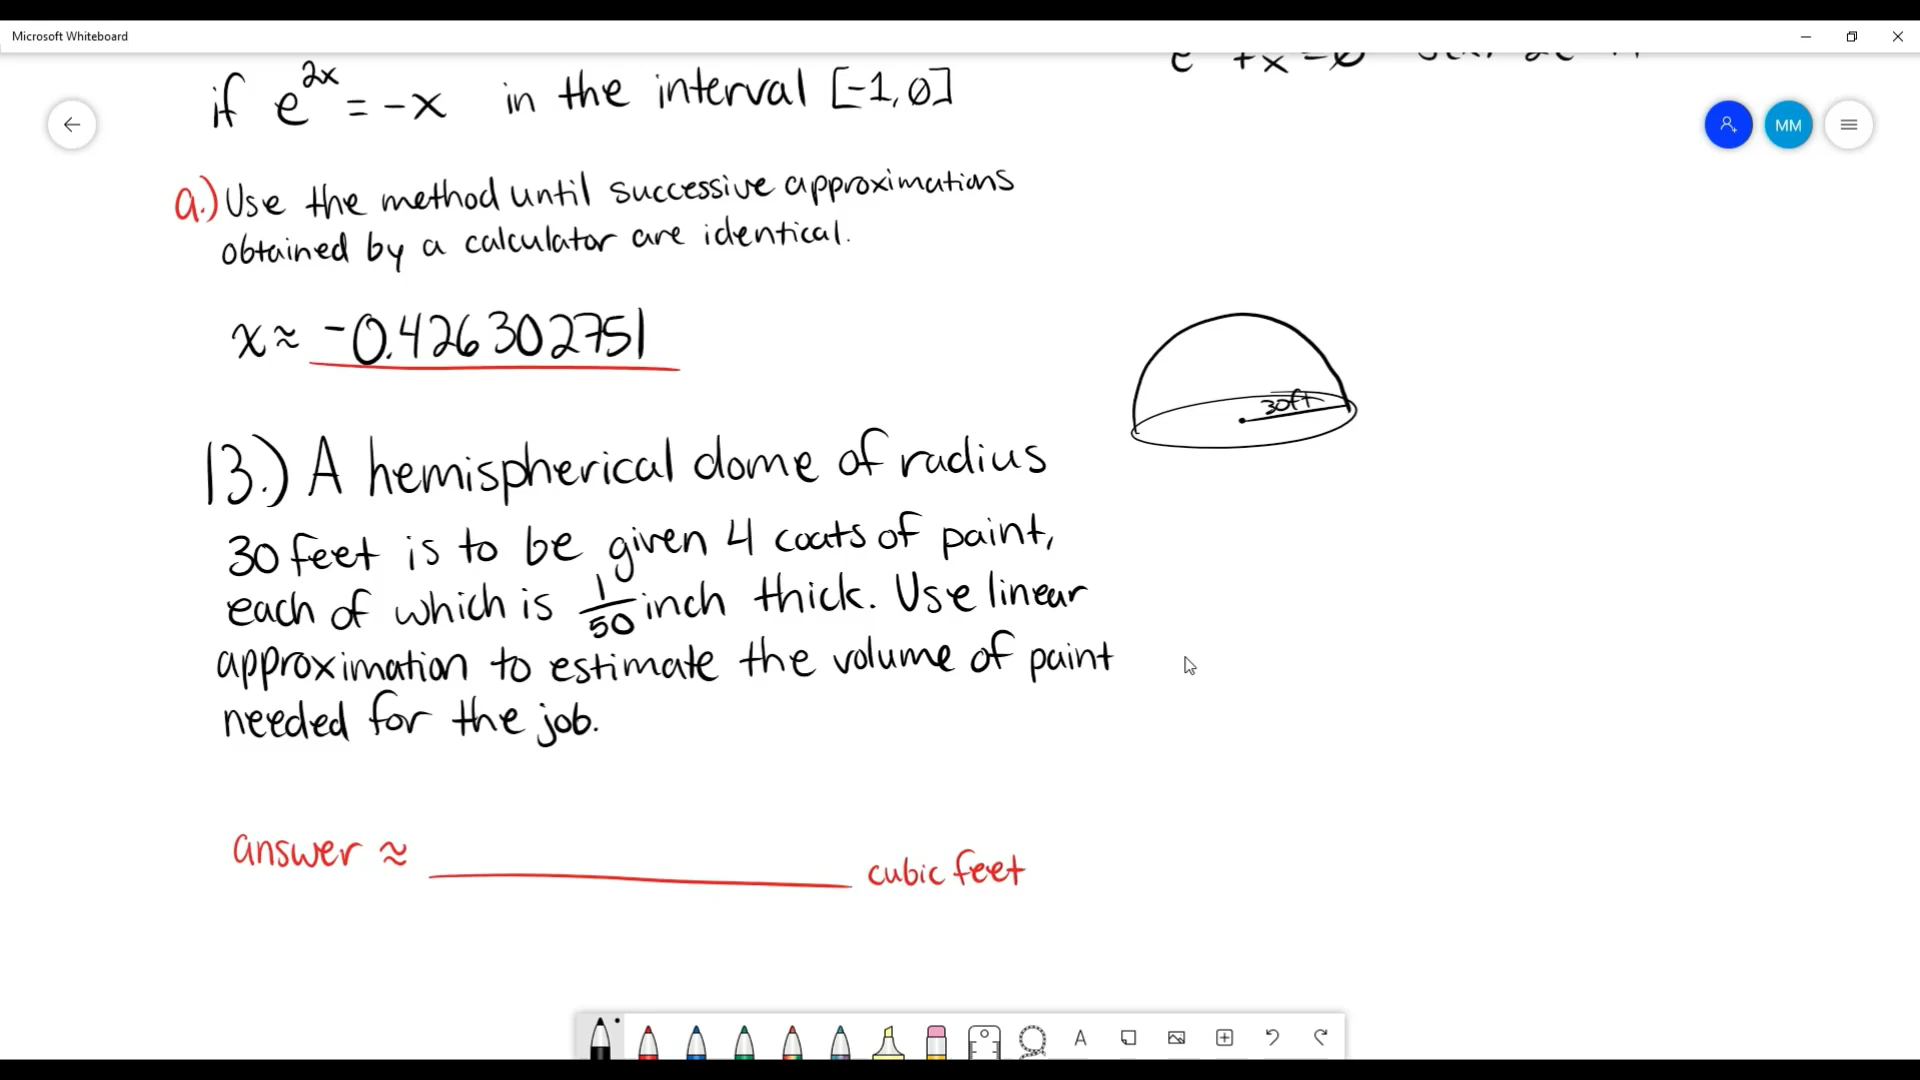 Microsoft Whiteboard
if e^2x = -x in the interval [-1,0]
MM
a.) Use the method until successive approximations
obtained by a calculator are identical.
x ≈ -0.426302751
30ft
13.) A hemispherical dome of radius
30 feet is to be given 4 coats of paint,
each of which is 1/50 inch thick. Use linear
approximation to estimate the volume of paint
needed for the job.
answer ≈ cubic feet
A